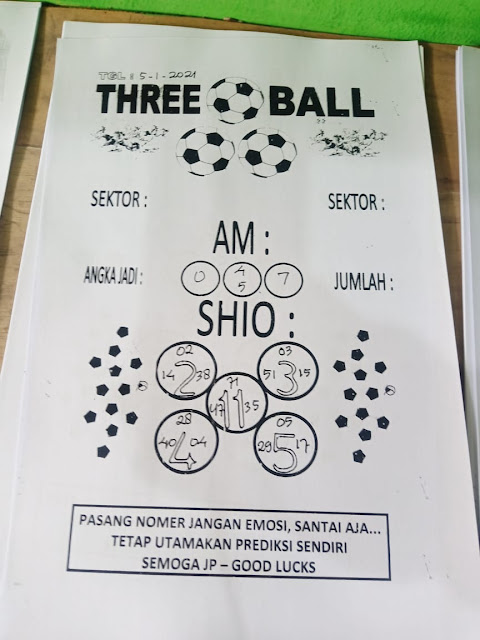 TGL : 5-1-2021
THREE BALL
SEKTOR : SEKTOR :
AM :
ANGKA JADI : 0 4 5 7 JUMLAH :
SHIO :
02 03
14 2 38 51 3 15
71
47 11 35
28 05
40 4 04 29 5 17
PASANG NOMER JANGAN EMOSI, SANTAI AJA...
TETAP UTAMAKAN PREDIKSI SENDIRI
SEMOGA JP – GOOD LUCKS